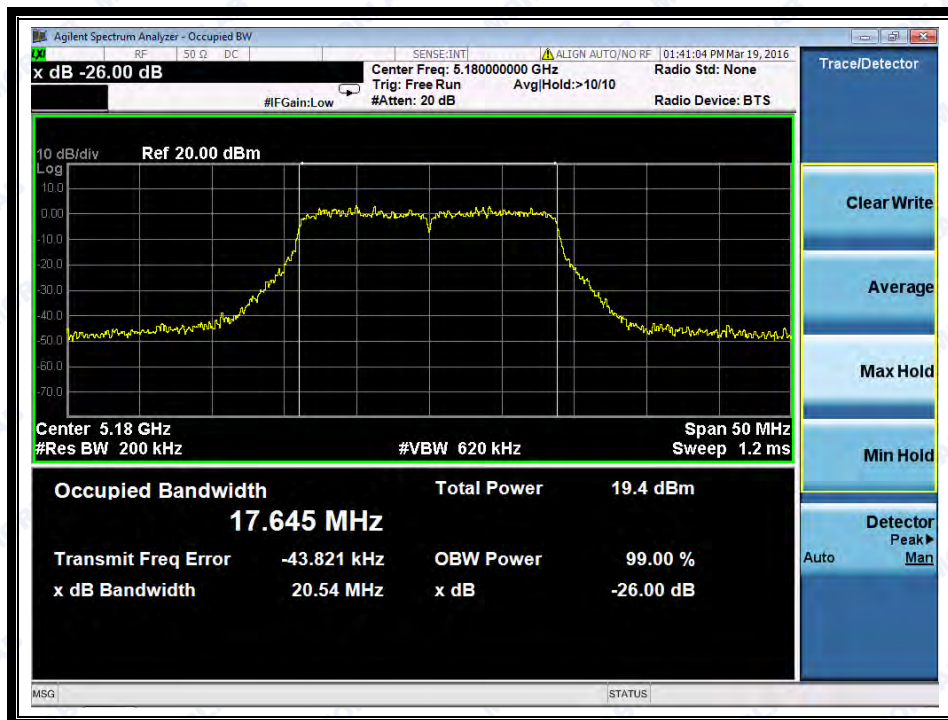 Agilent Spectrum Analyzer - Occupied BW
LXI RF 50 Ω DC SENSE:INT ALIGN AUTO/NO RF 01:41:04 PM Mar 19, 2016
x dB -26.00 dB
Center Freq: 5.180000000 GHz Radio Std: None
Trig: Free Run Avg|Hold:>10/10
#IFGain:Low #Atten: 20 dB Radio Device: BTS
10 dB/div Ref 20.00 dBm
Log
10.0
0.00
-10.0
-20.0
-30.0
-40.0
-50.0
-60.0
-70.0
Center 5.18 GHz Span 50 MHz
#Res BW 200 kHz #VBW 620 kHz Sweep 1.2 ms
Occupied Bandwidth Total Power 19.4 dBm
17.645 MHz
Transmit Freq Error -43.821 kHz OBW Power 99.00 %
x dB Bandwidth 20.54 MHz x dB -26.00 dB
MSG STATUS
Trace/Detector
Clear Write
Average
Max Hold
Min Hold
Detector
Peak
Auto Man